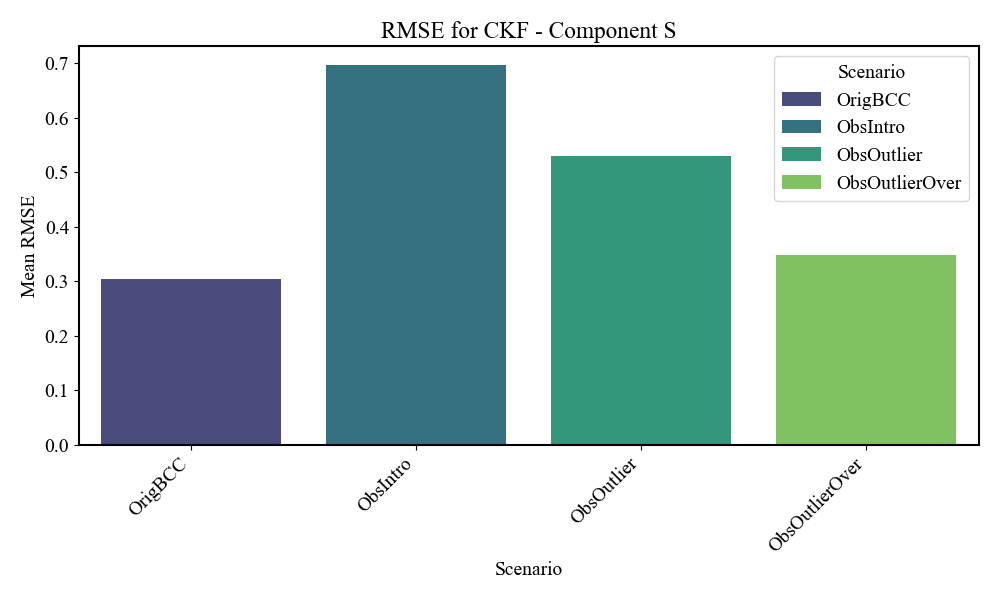 RMSE for CKF - Component S
Mean RMSE
0.7
0.6
0.5
0.4
0.3
0.2
0.1
0.0
Scenario
OrigBCC
ObsIntro
ObsOutlier
ObsOutlierOver
OrigBCC
ObsIntro
ObsOutlier
ObsOutlierOver
Scenario